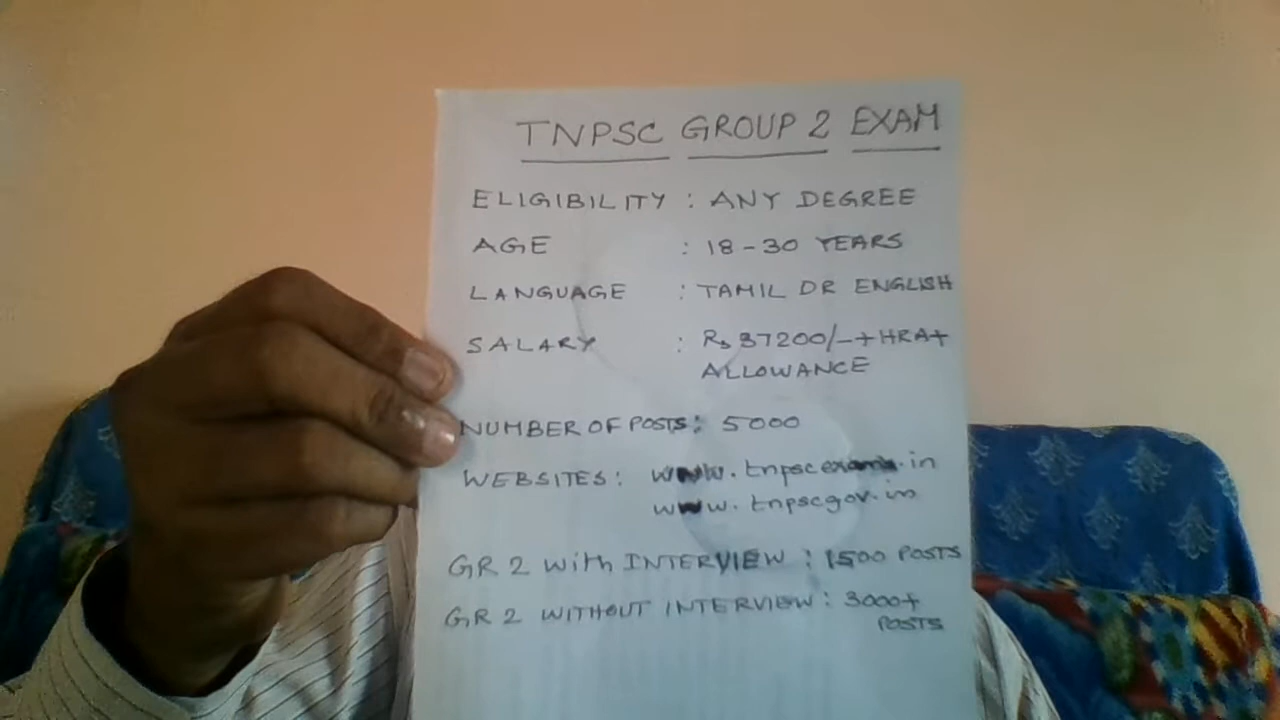 TNPSC GROUP 2 EXAM
ELIGIBILITY : ANY DEGREE
AGE : 18-30 YEARS
LANGUAGE : TAMIL OR ENGLISH
SALARY : Rs 37200/-+HRA+
ALLOWANCE
NUMBER OF POSTS: 5000
WEBSITES: www.tnpscexams.in
www.tnpscgov.in
GR 2 with INTERVIEW : 1500 POSTS
GR 2 WITHOUT INTERVIEW: 3000+
POSTS